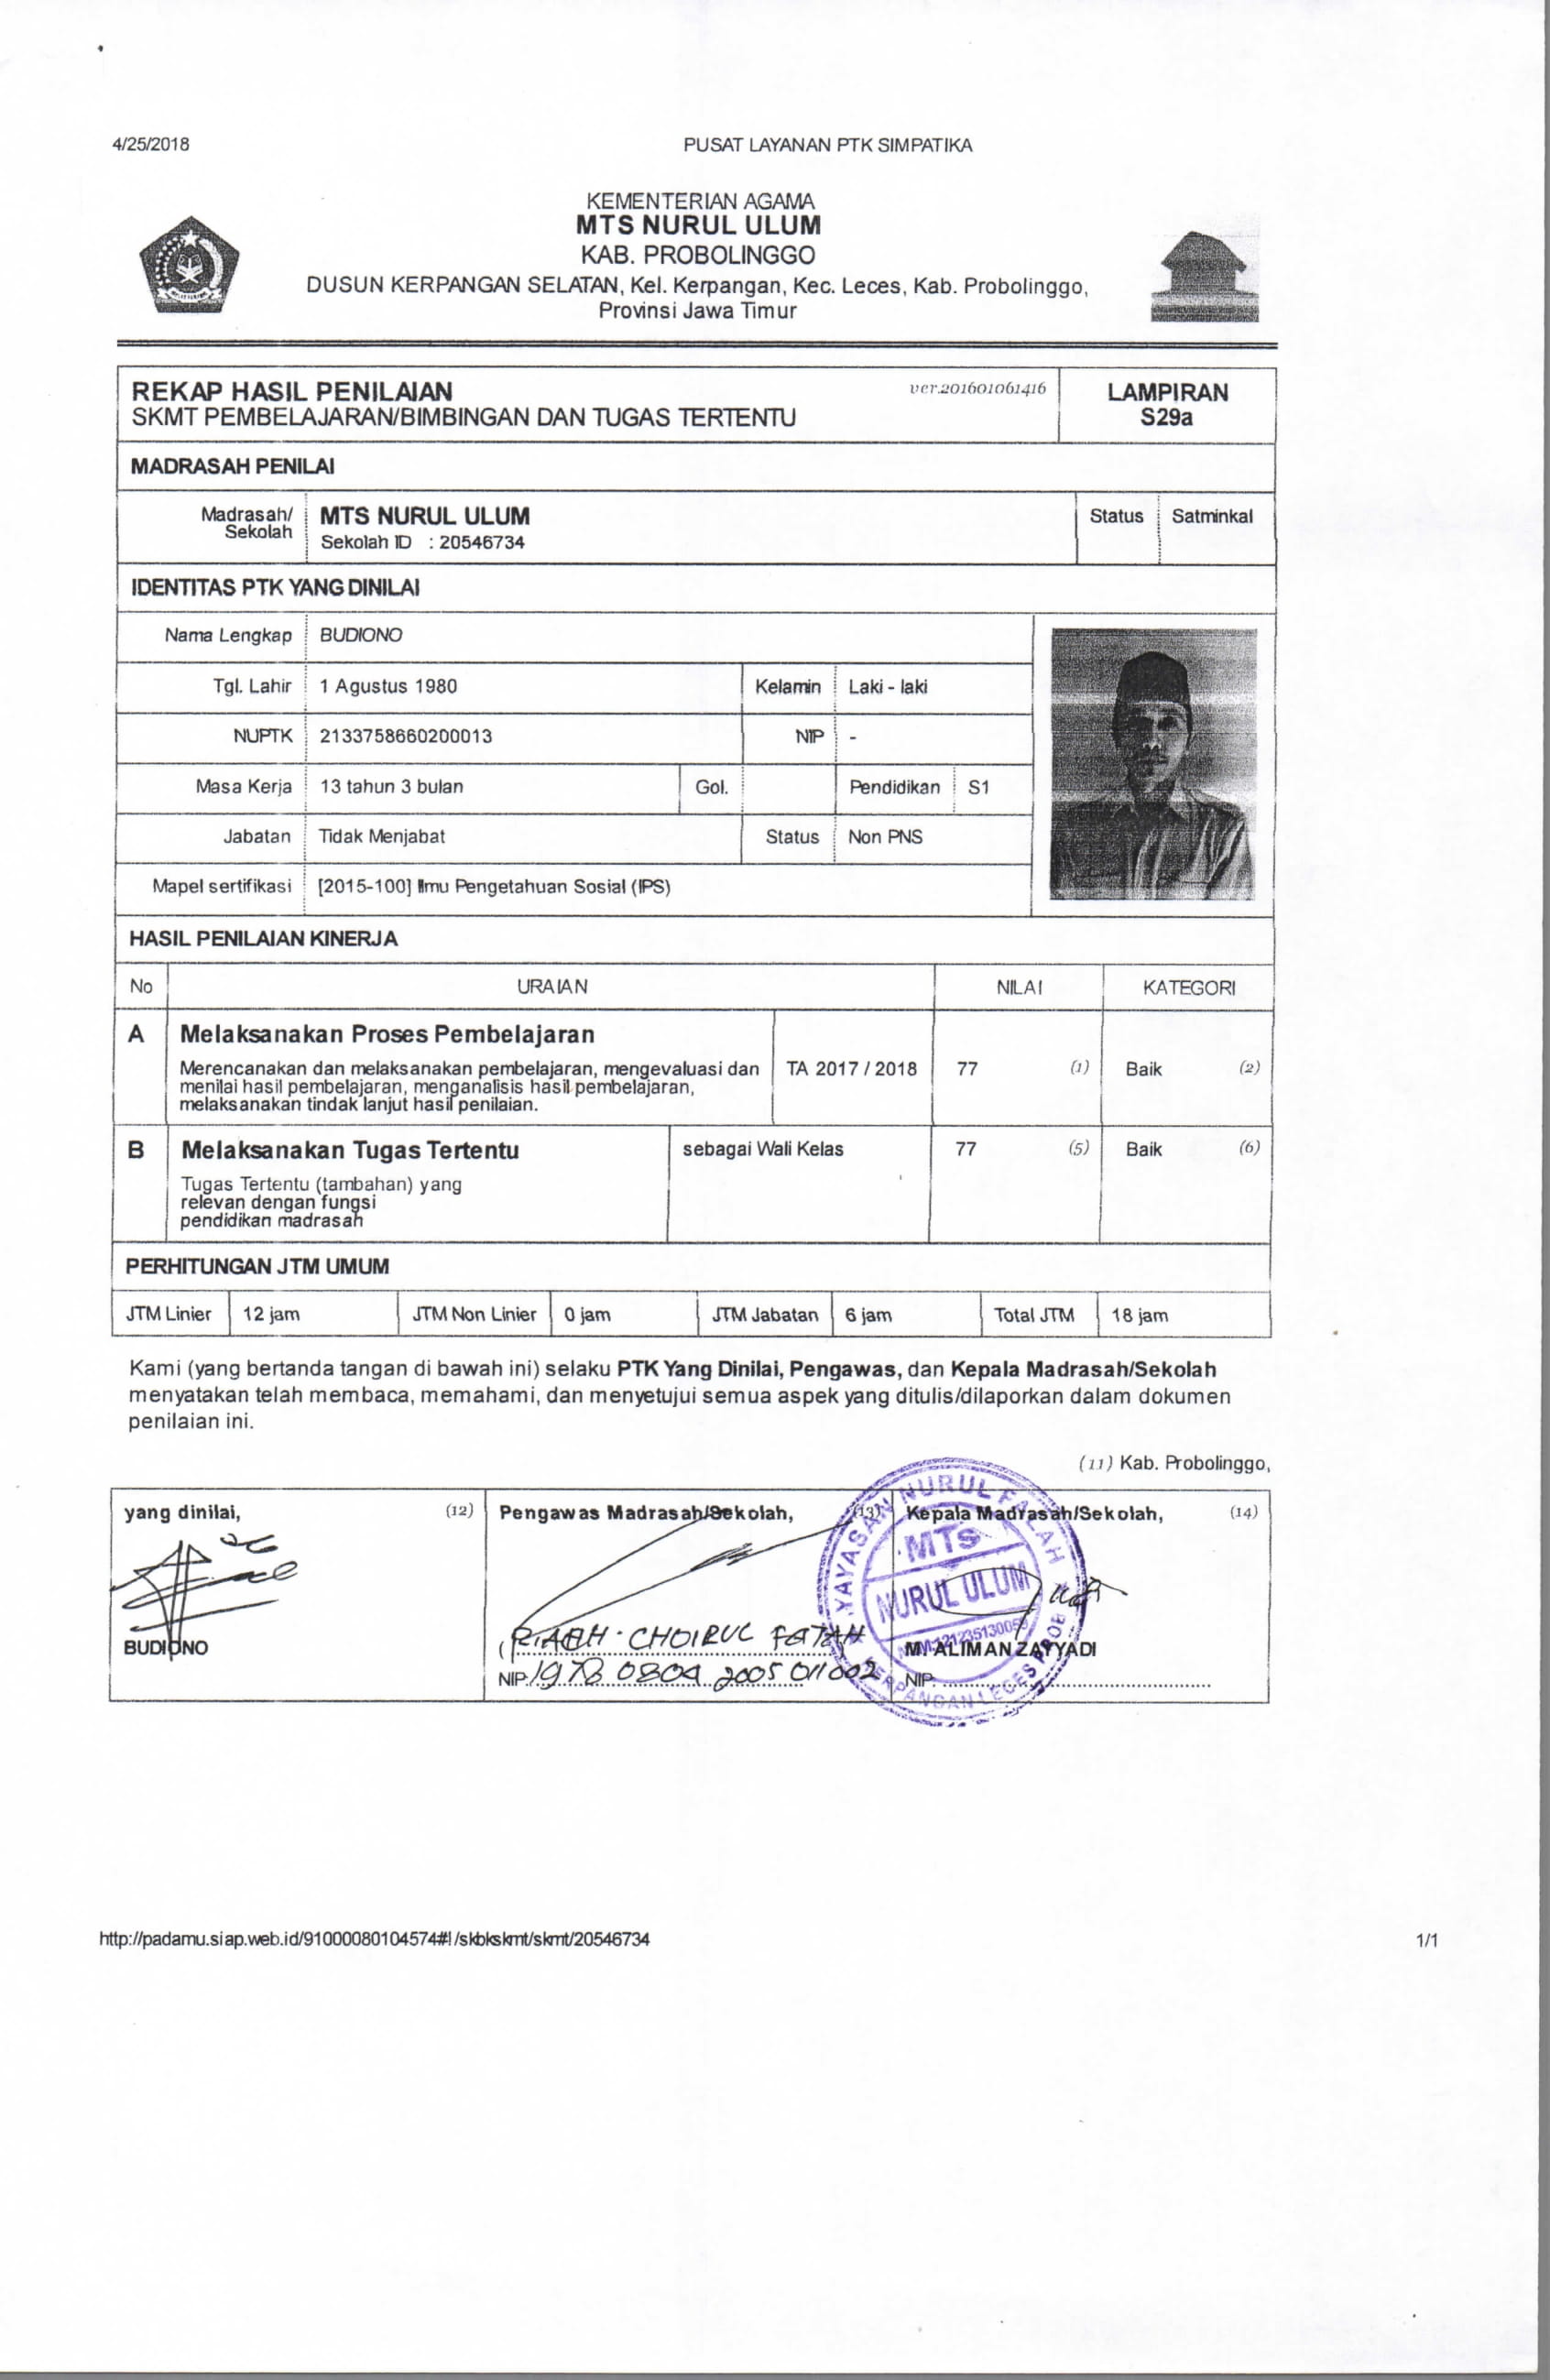 4/25/2018 PUSAT LAYANAN PTK SIMPATIKA
KEMENTERIAN AGAMA
MTS NURUL ULUM
KAB. PROBOLINGGO
DUSUN KERPANGAN SELATAN, Kel. Kerpangan, Kec. Leces, Kab. Probolinggo,
Provinsi Jawa Timur
REKAP HASIL PENILAIAN ver.201601061416 LAMPIRAN
SKMT PEMBELAJARAN/BIMBINGAN DAN TUGAS TERTENTU S29a
MADRASAH PENILAI
Madrasah/ Sekolah MTS NURUL ULUM Status Satminkal
Sekolah ID : 20546734
IDENTITAS PTK YANG DINILAI
Nama Lengkap BUDIONO
Tgl. Lahir 1 Agustus 1980 Kelamin Laki - laki
NUPTK 2133758660200013 NIP -
Masa Kerja 13 tahun 3 bulan Gol. Pendidikan S1
Jabatan Tidak Menjabat Status Non PNS
Mapel sertifikasi [2015-100] Ilmu Pengetahuan Sosial (IPS)
HASIL PENILAIAN KINERJA
No URAIAN NILAI KATEGORI
A Melaksanakan Proses Pembelajaran
Merencanakan dan melaksanakan pembelajaran, mengevaluasi dan TA 2017 / 2018 77 (1) Baik (2)
menilai hasil pembelajaran, menganalisis hasil pembelajaran,
melaksanakan tindak lanjut hasil penilaian.
B Melaksanakan Tugas Tertentu sebagai Wali Kelas 77 (5) Baik (6)
Tugas Tertentu (tambahan) yang
relevan dengan fungsi
pendidikan madrasah
PERHITUNGAN JTM UMUM
JTM Linier 12 jam JTM Non Linier 0 jam JTM Jabatan 6 jam Total JTM 18 jam
Kami (yang bertanda tangan di bawah ini) selaku PTK Yang Dinilai, Pengawas, dan Kepala Madrasah/Sekolah
menyatakan telah membaca, memahami, dan menyetujui semua aspek yang ditulis/dilaporkan dalam dokumen
penilaian ini.
(11) Kab. Probolinggo,
yang dinilai, (12) Pengawas Madrasah/Sekolah, (13) Kepala Madrasah/Sekolah, (14)
YAYASAN NURUL FALAH
MTs
NURUL ULUM
KERPANGAN LECES PROB
BUDIONO CHOIRUL FATAH M. ALIMAN ZATYADI
NIP. 19780804 2005 011002 NIP.
http://padamu.siap.web.id/91000080104574#!/skbkskmt/skmt/20546734 1/1